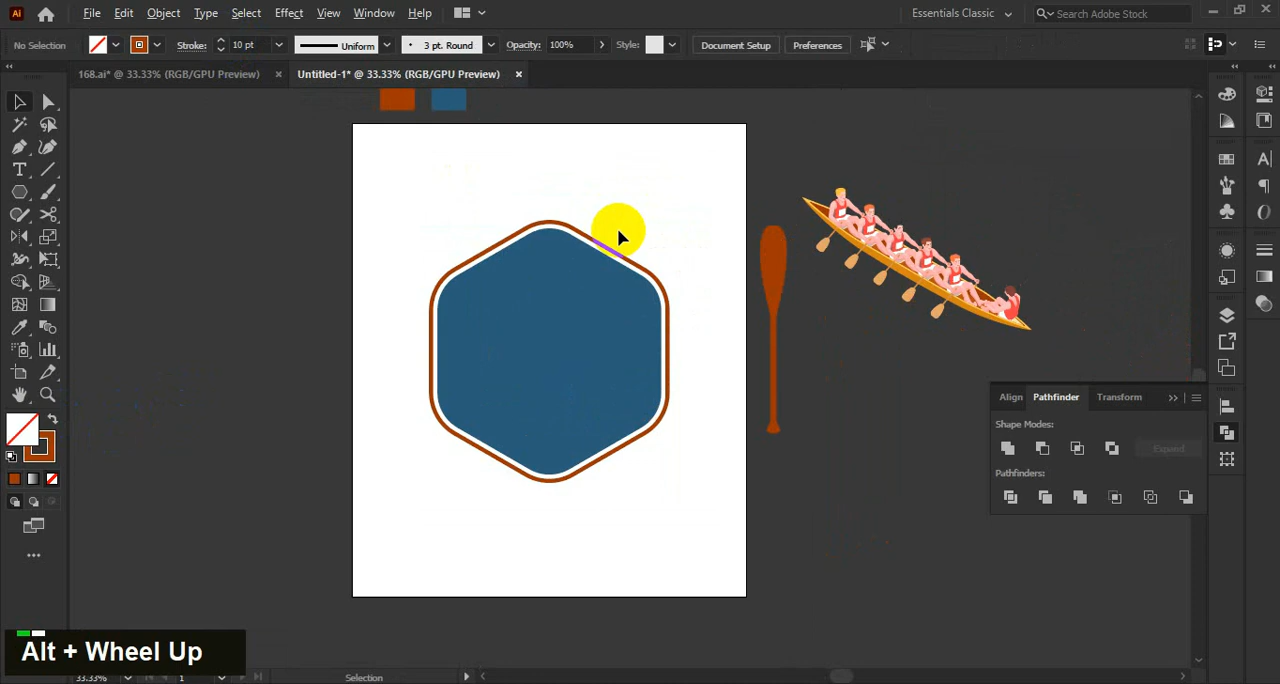 Ai File Edit Object Type Select Effect View Window Help Essentials Classic Search Adobe Stock
No Selection Stroke: 10 pt Uniform 3 pt. Round Opacity: 100% Style: Document Setup Preferences
168.ai* @ 33.33% (RGB/GPU Preview) × Untitled-1* @ 33.33% (RGB/GPU Preview) ×
Align Pathfinder Transform
Shape Modes:
Expand
Pathfinders:
Alt + Wheel Up
33.33% 1 Selection